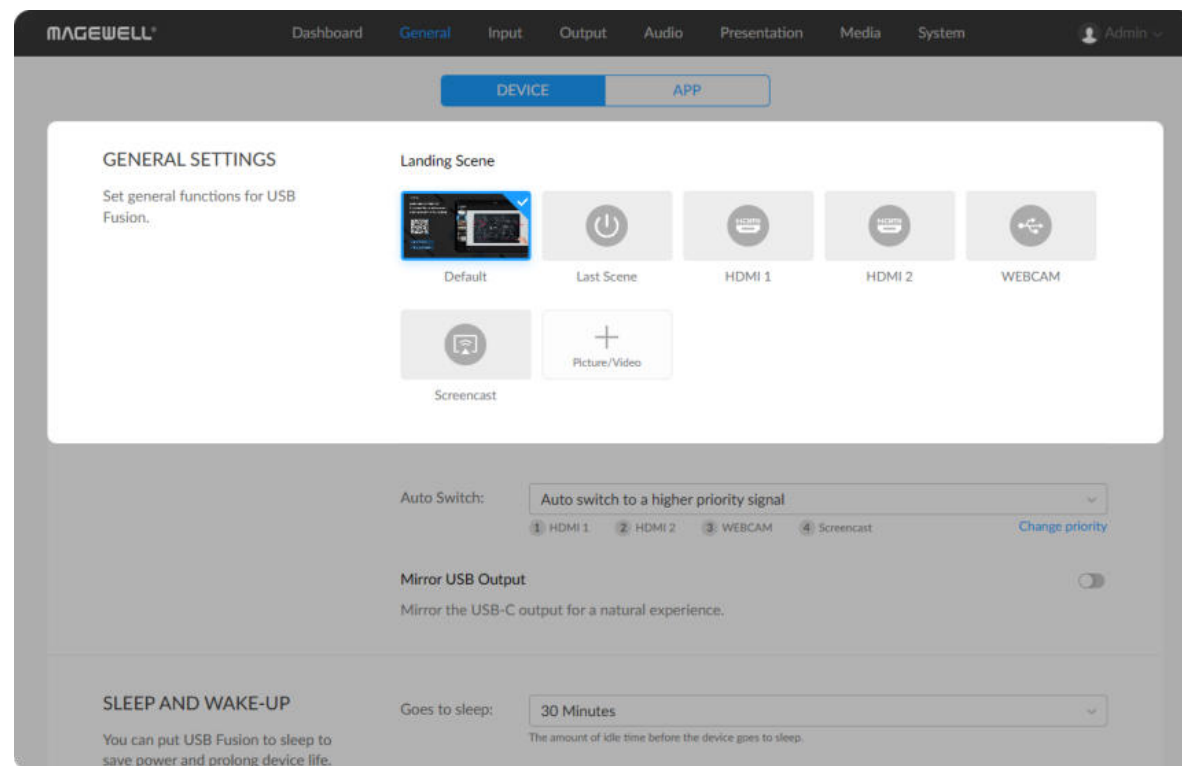 MAGEWELL®
Dashboard General Input Output Audio Presentation Media System Admin
DEVICE APP
GENERAL SETTINGS
Set general functions for USB
Fusion.
Landing Scene
Default
Last Scene
HDMI
HDMI 1
HDMI
HDMI 2
WEBCAM
Screencast
Picture/Video
Auto Switch: Auto switch to a higher priority signal
1 HDMI 1 2 HDMI 2 3 WEBCAM 4 Screencast Change priority
Mirror USB Output
Mirror the USB-C output for a natural experience.
SLEEP AND WAKE-UP
You can put USB Fusion to sleep to
save power and prolong device life.
Goes to sleep: 30 Minutes
The amount of idle time before the device goes to sleep.